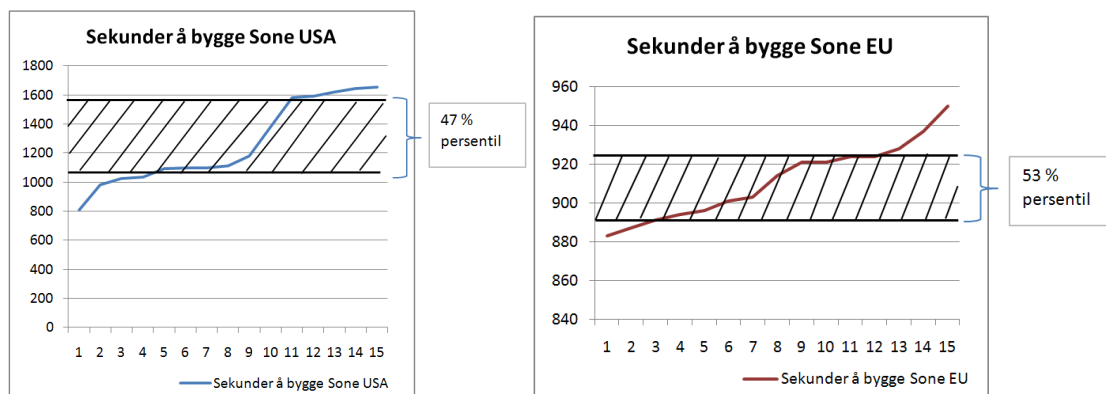 Sekunder å bygge Sone USA
1800
1600
1400
1200
1000
800
600
400
200
0
1 2 3 4 5 6 7 8 9 10 11 12 13 14 15
Sekunder å bygge Sone USA
47 %
persentil
Sekunder å bygge Sone EU
960
940
920
900
880
860
840
1 2 3 4 5 6 7 8 9 10 11 12 13 14 15
Sekunder å bygge Sone EU
53 %
persentil